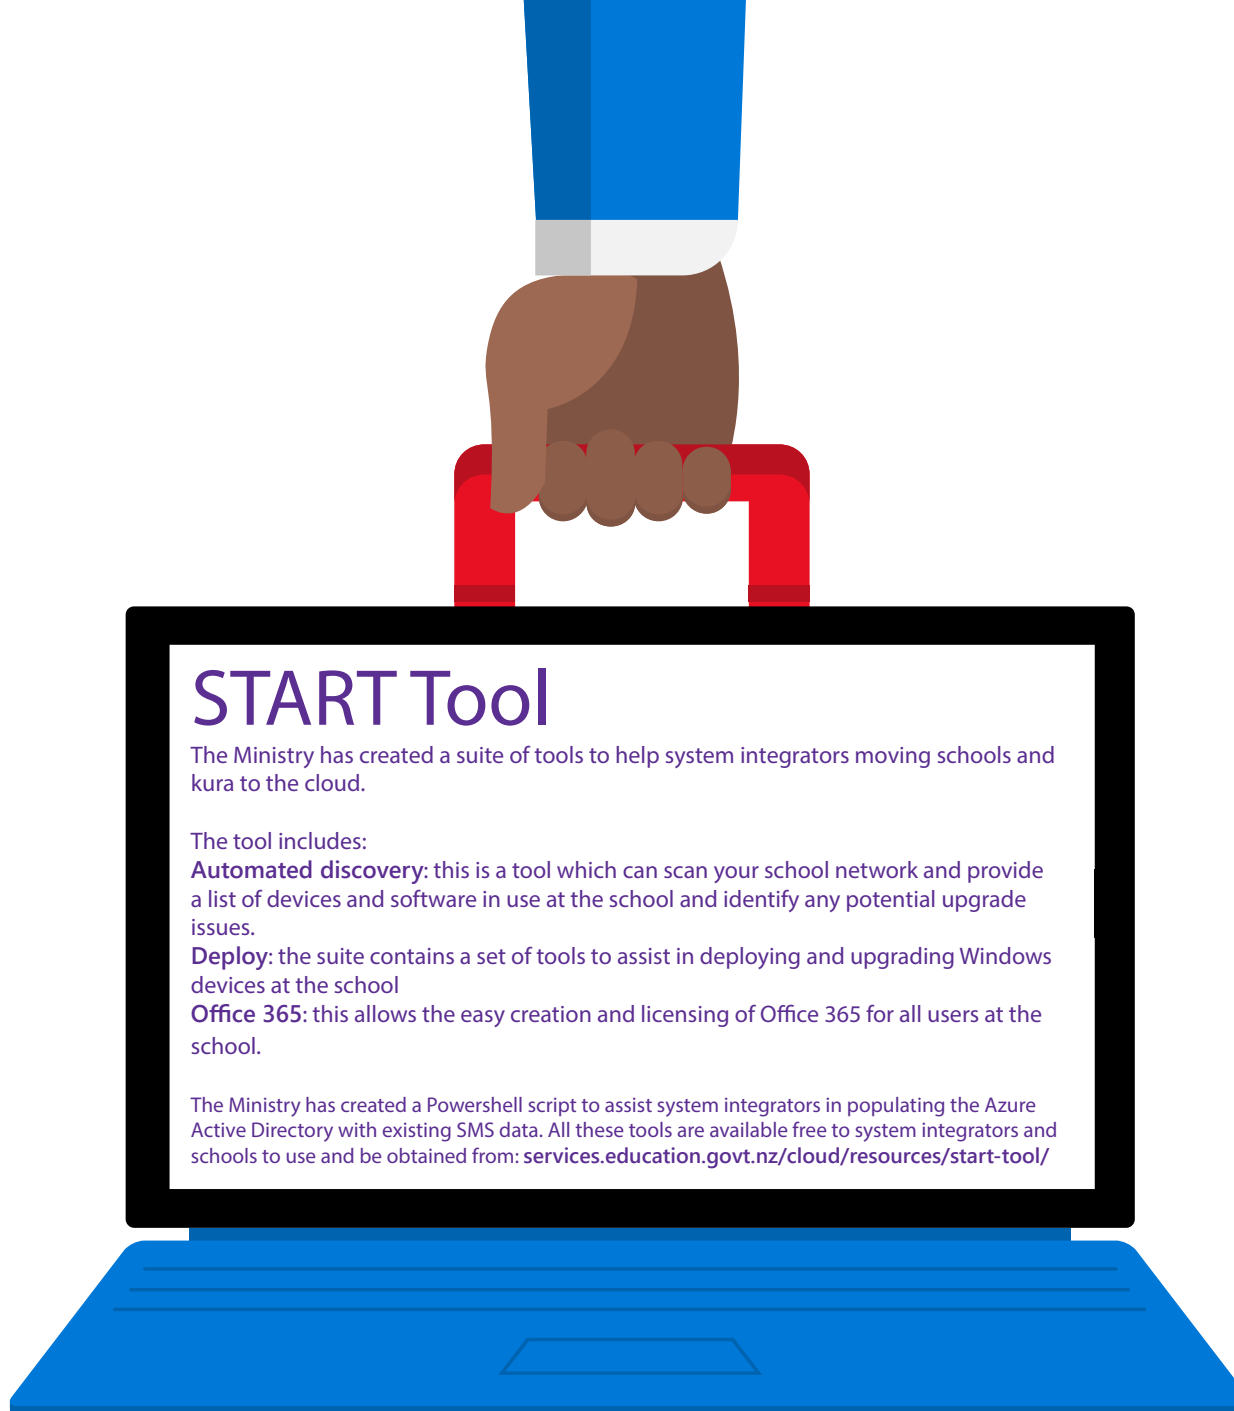 START Tool
The Ministry has created a suite of tools to help system integrators moving schools and
kura to the cloud.
The tool includes:
Automated discovery: this is a tool which can scan your school network and provide
a list of devices and software in use at the school and identify any potential upgrade
issues.
Deploy: the suite contains a set of tools to assist in deploying and upgrading Windows
devices at the school
Office 365: this allows the easy creation and licensing of Office 365 for all users at the
school.
The Ministry has created a Powershell script to assist system integrators in populating the Azure
Active Directory with existing SMS data. All these tools are available free to system integrators and
schools to use and be obtained from: services.education.govt.nz/cloud/resources/start-tool/